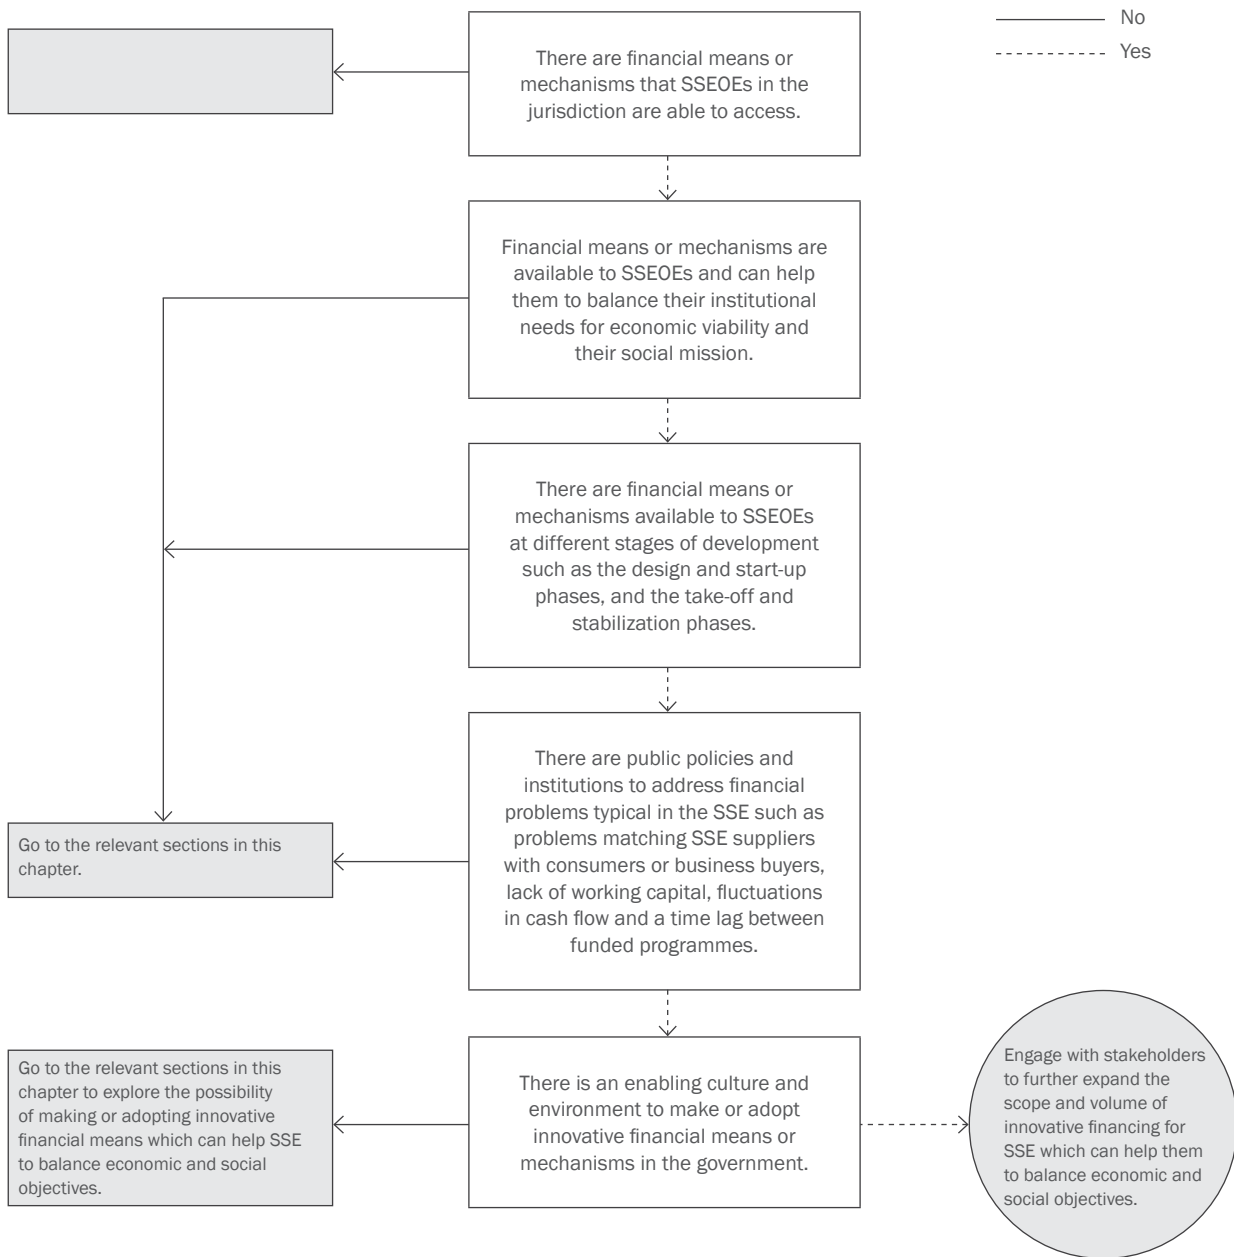 No
Yes
There are financial means or
mechanisms that SSEOEs in the
jurisdiction are able to access.
Financial means or mechanisms are
available to SSEOEs and can help
them to balance their institutional
needs for economic viability and
their social mission.
There are financial means or
mechanisms available to SSEOEs
at different stages of development
such as the design and start-up
phases, and the take-off and
stabilization phases.
There are public policies and
institutions to address financial
problems typical in the SSE such as
problems matching SSE suppliers
with consumers or business buyers,
lack of working capital, fluctuations
in cash flow and a time lag between
funded programmes.
Go to the relevant sections in this
chapter.
Go to the relevant sections in this
chapter to explore the possibility
of making or adopting innovative
financial means which can help SSE
to balance economic and social
objectives.
There is an enabling culture and
environment to make or adopt
innovative financial means or
mechanisms in the government.
Engage with stakeholders
to further expand the
scope and volume of
innovative financing for
SSE which can help them
to balance economic and
social objectives.